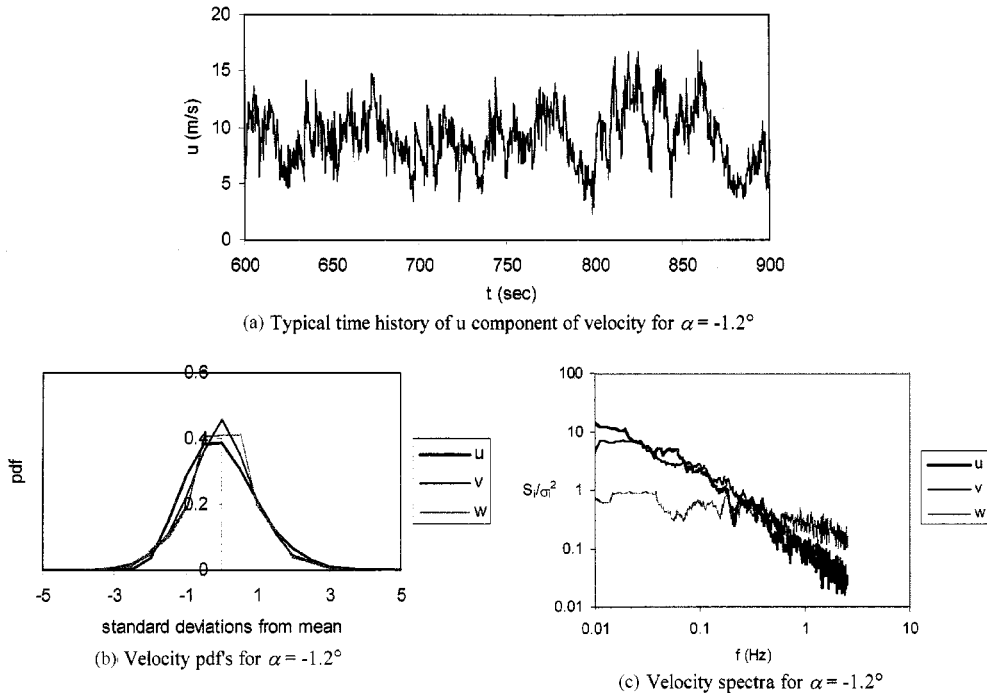 20
15
10
5
0
u (m/s)
600 650 700 750 800 850 900
t (sec)
(a) Typical time history of u component of velocity for α = -1.2°
0.6
0.4
0.2
0
pdf
-5 -3 -1 1 3 5
standard deviations from mean
u
v
w
(b) Velocity pdf's for α = -1.2°
100
10
1
0.1
0.01
Sᵢ/σᵢ²
0.01 0.1 1 10
f (Hz)
u
v
w
(c) Velocity spectra for α = -1.2°